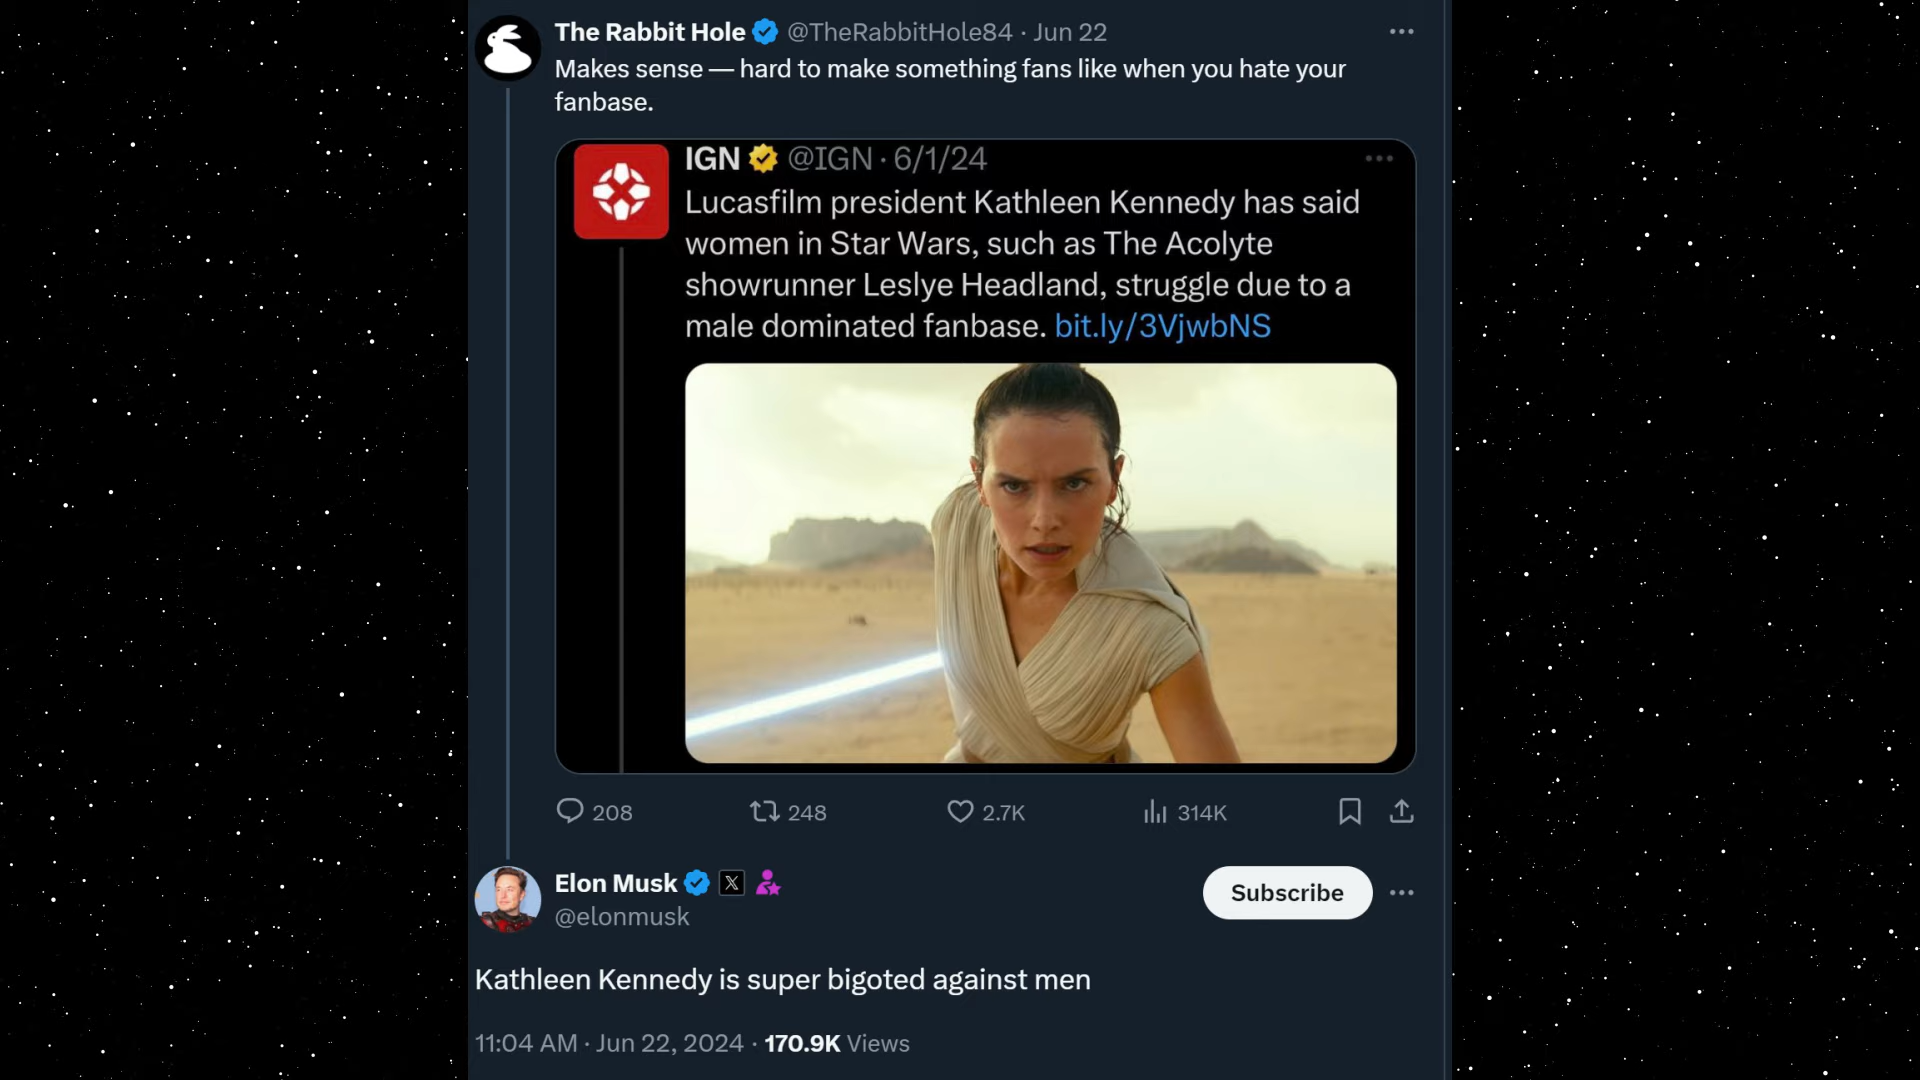 The Rabbit Hole @TheRabbitHole84 · Jun 22
Makes sense — hard to make something fans like when you hate your
fanbase.
IGN @IGN · 6/1/24
Lucasfilm president Kathleen Kennedy has said
women in Star Wars, such as The Acolyte
showrunner Leslye Headland, struggle due to a
male dominated fanbase. bit.ly/3VjwbNS
208 248 2.7K 314K
Elon Musk X
Subscribe
@elonmusk
Kathleen Kennedy is super bigoted against men
11:04 AM · Jun 22, 2024 · 170.9K Views